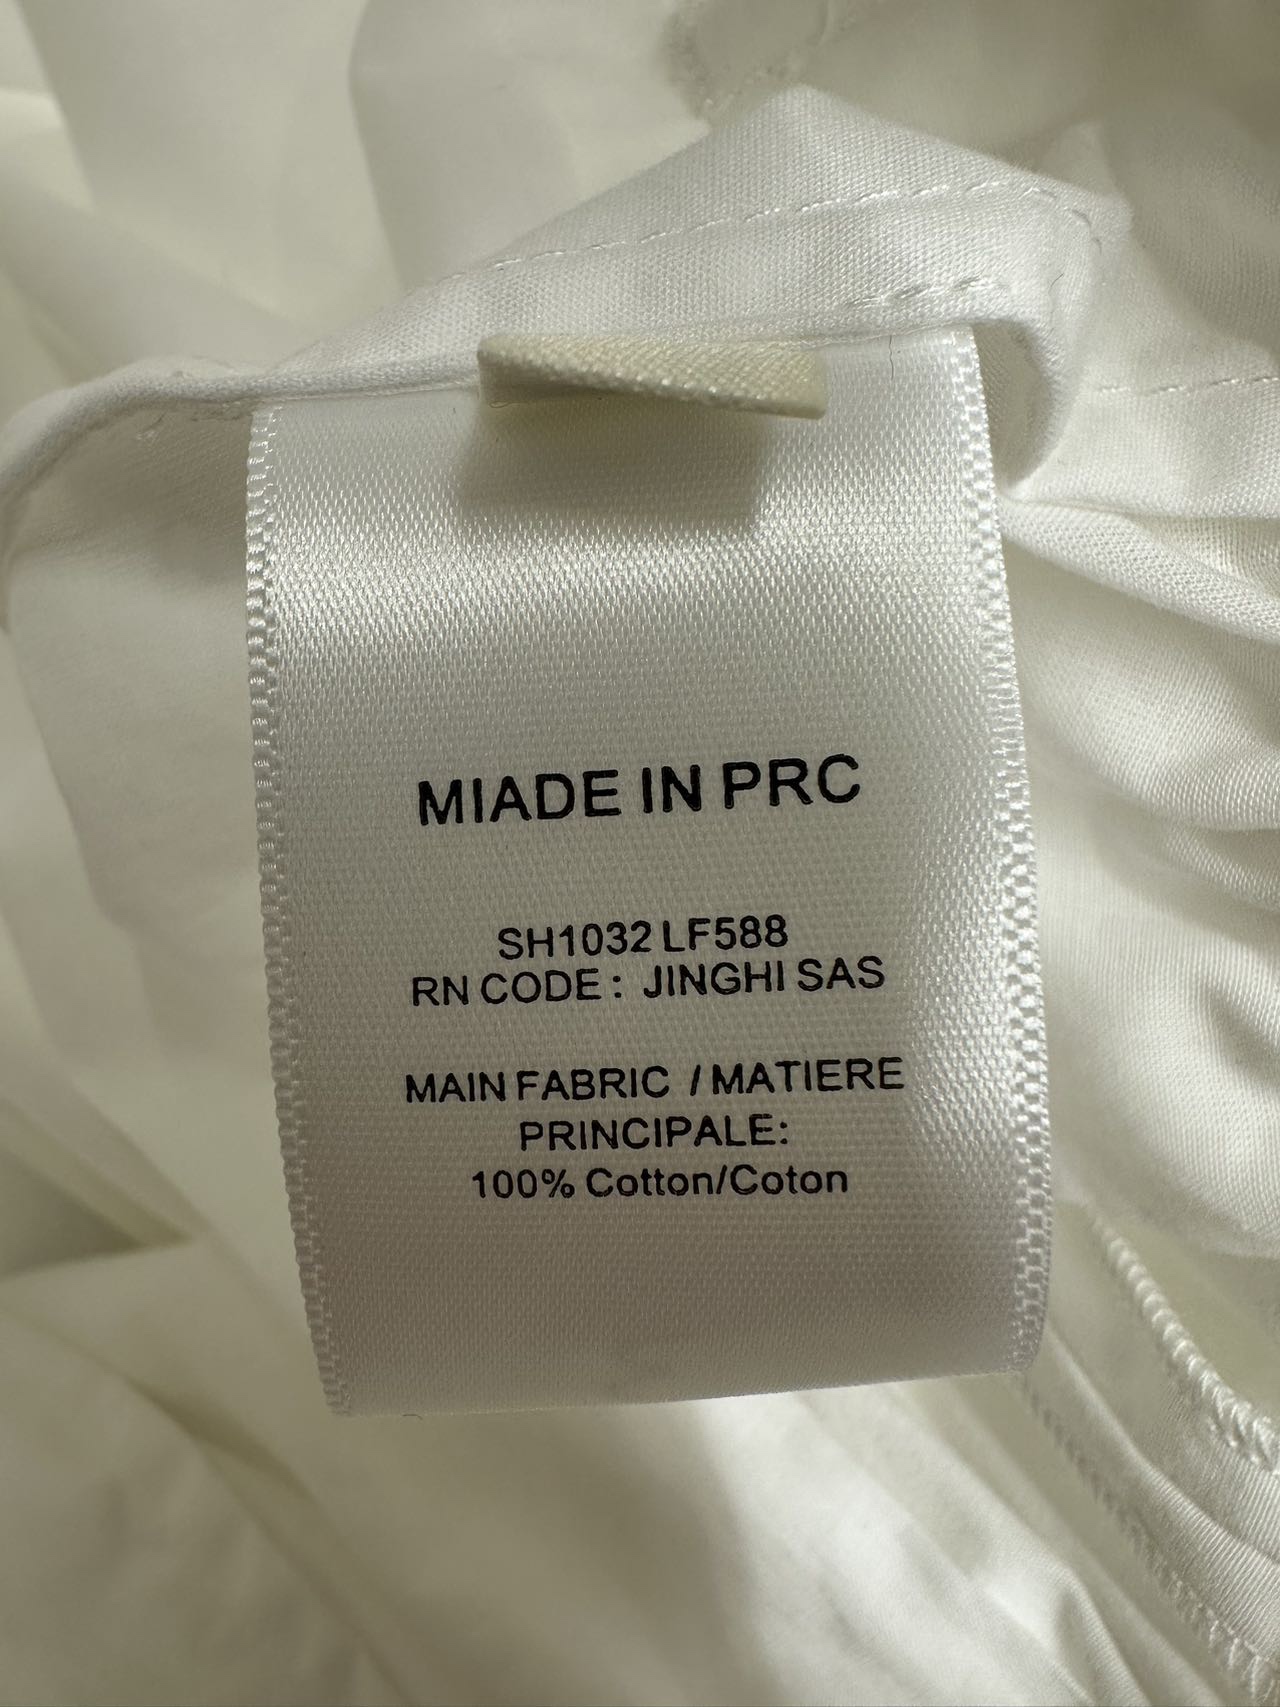 MIADE IN PRC
SH1032 LF588
RN CODE : JINGHI SAS
MAIN FABRIC / MATIERE
PRINCIPALE:
100% Cotton/Coton